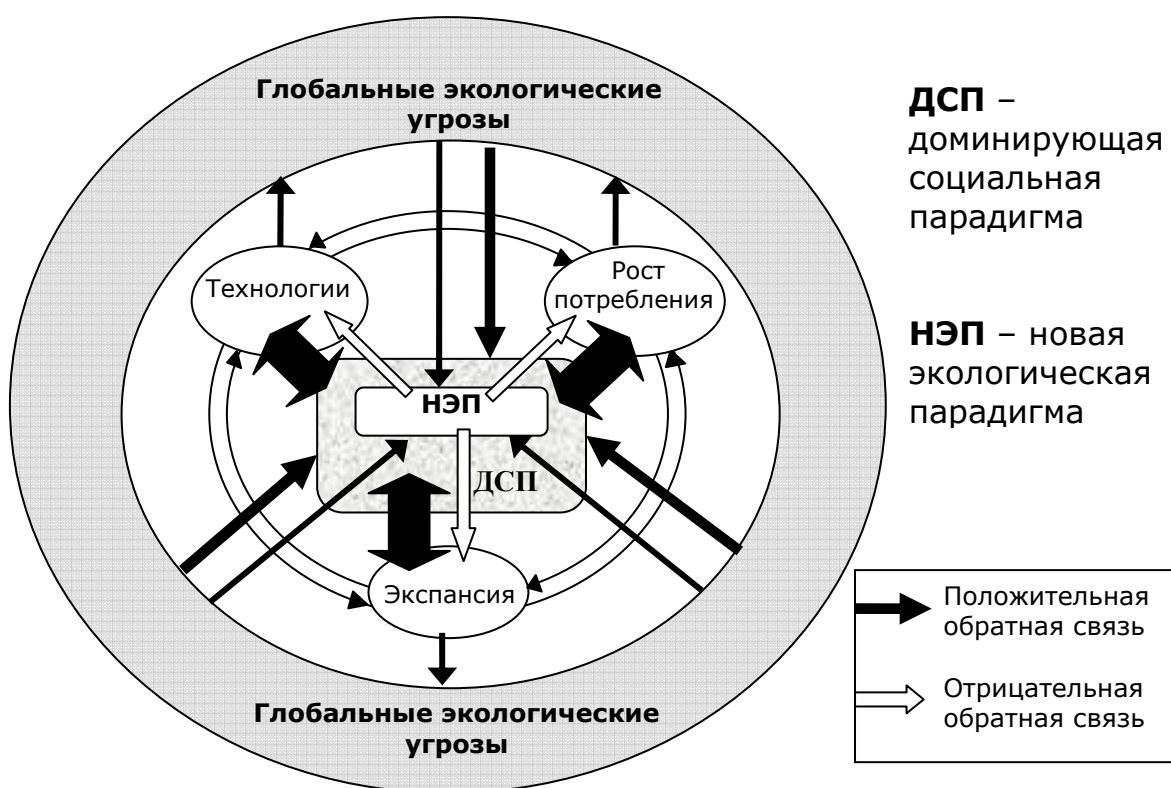 Глобальные экологические
угрозы
Технологии
Рост
потребления
НЭП
ДСП
Экспансия
Глобальные экологические
угрозы
ДСП –
доминирующая
социальная
парадигма
НЭП – новая
экологическая
парадигма
Положительная
обратная связь
Отрицательная
обратная связь